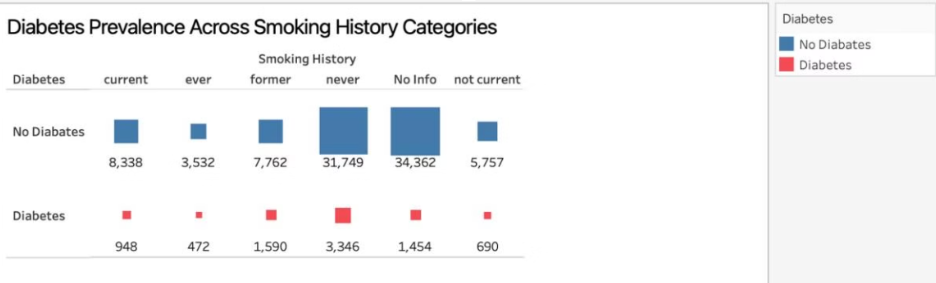 Diabetes Prevalence Across Smoking History Categories
Smoking History
Diabetes current ever former never No Info not current
No Diabates
8,338 3,532 7,762 31,749 34,362 5,757
Diabetes
948 472 1,590 3,346 1,454 690
Diabetes
No Diabates
Diabetes